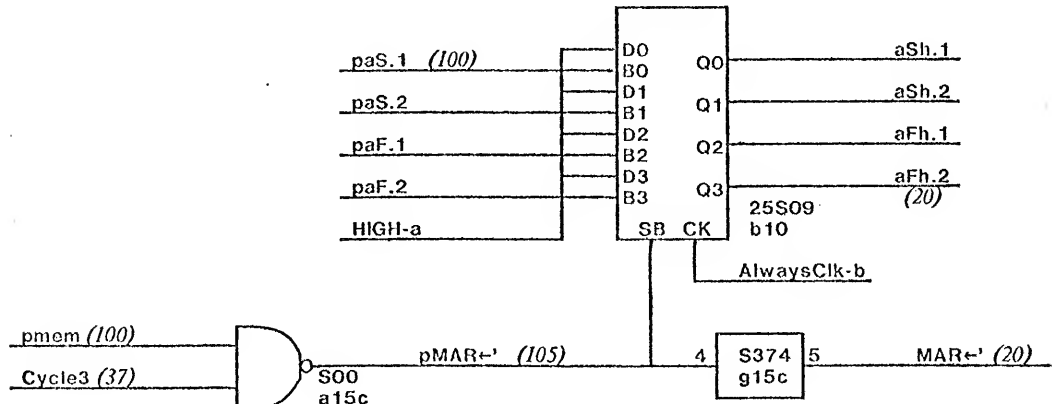 D0
paS.1 (100) B0 Q0 aSh.1
D1
paS.2 B1 Q1 aSh.2
D2
paF.1 B2 Q2 aFh.1
D3
paF.2 B3 Q3 aFh.2
(20)
25S09
HIGH-a SB CK b10
AlwaysClk-b
pmem (100)
pMAR←' (105) 4 S374 5 MAR←' (20)
Cycle3 (37) S00 g15c
a15c